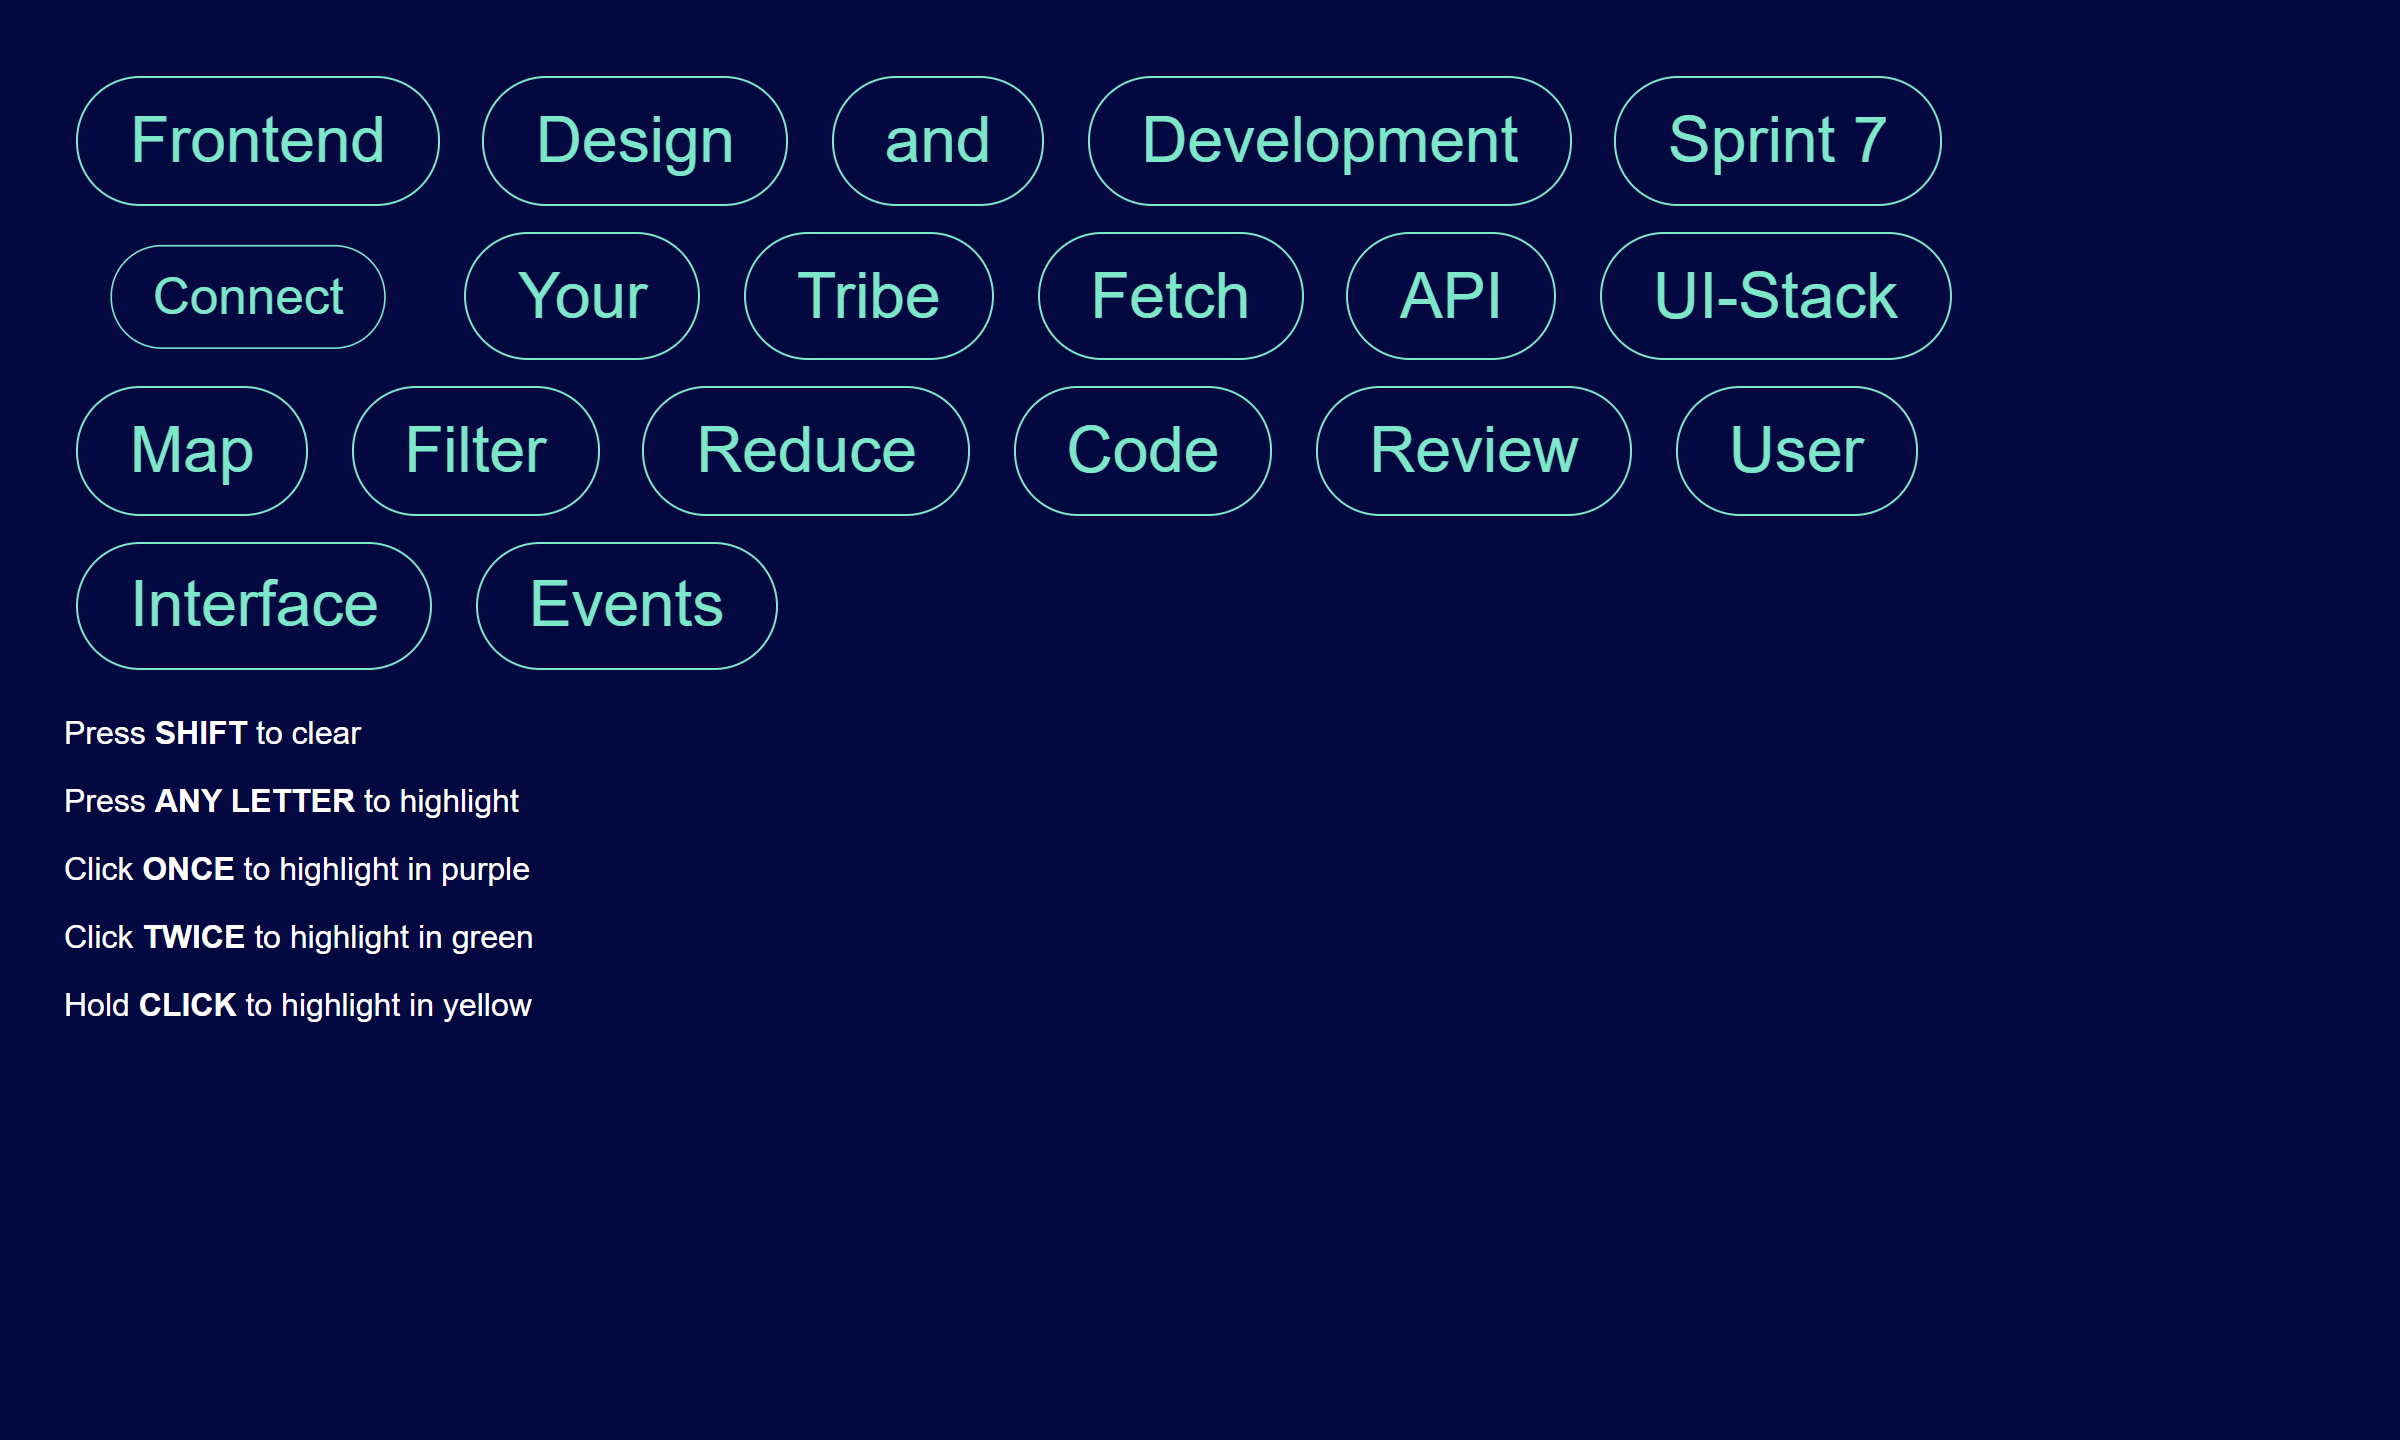 Frontend Design and Development Sprint 7
Connect Your Tribe Fetch API UI-Stack
Map Filter Reduce Code Review User
Interface Events
Press SHIFT to clear
Press ANY LETTER to highlight
Click ONCE to highlight in purple
Click TWICE to highlight in green
Hold CLICK to highlight in yellow